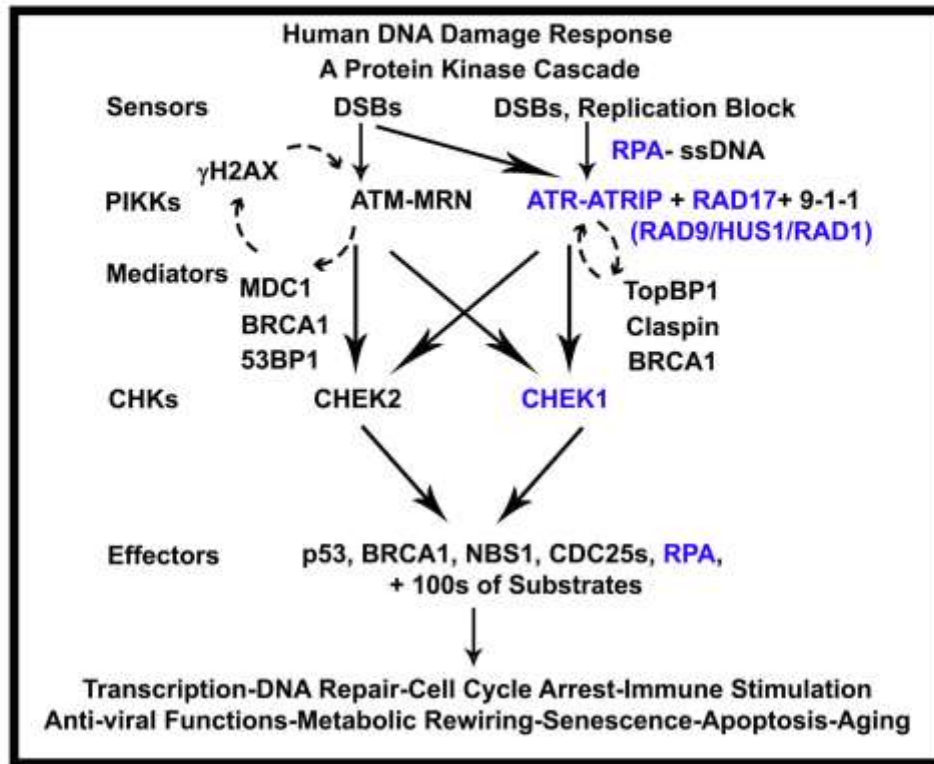 Human DNA Damage Response
A Protein Kinase Cascade
Sensors
DSBs
DSBs, Replication Block
RPA- ssDNA
γH2AX
PIKKs
ATM-MRN
ATR-ATRIP + RAD17+ 9-1-1
(RAD9/HUS1/RAD1)
Mediators
MDC1
BRCA1
53BP1
TopBP1
Claspin
BRCA1
CHKs
CHEK2
CHEK1
Effectors
p53, BRCA1, NBS1, CDC25s, RPA,
+ 100s of Substrates
Transcription-DNA Repair-Cell Cycle Arrest-Immune Stimulation
Anti-viral Functions-Metabolic Rewiring-Senescence-Apoptosis-Aging